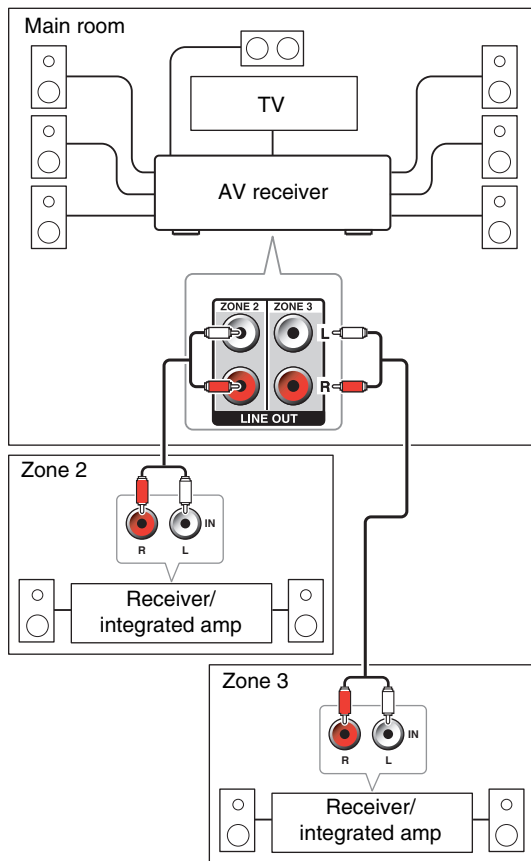 Main room
TV
AV receiver
ZONE 2 ZONE 3
L
R
LINE OUT
Zone 2
IN
R L
Receiver/
integrated amp
Zone 3
IN
R L
Receiver/
integrated amp